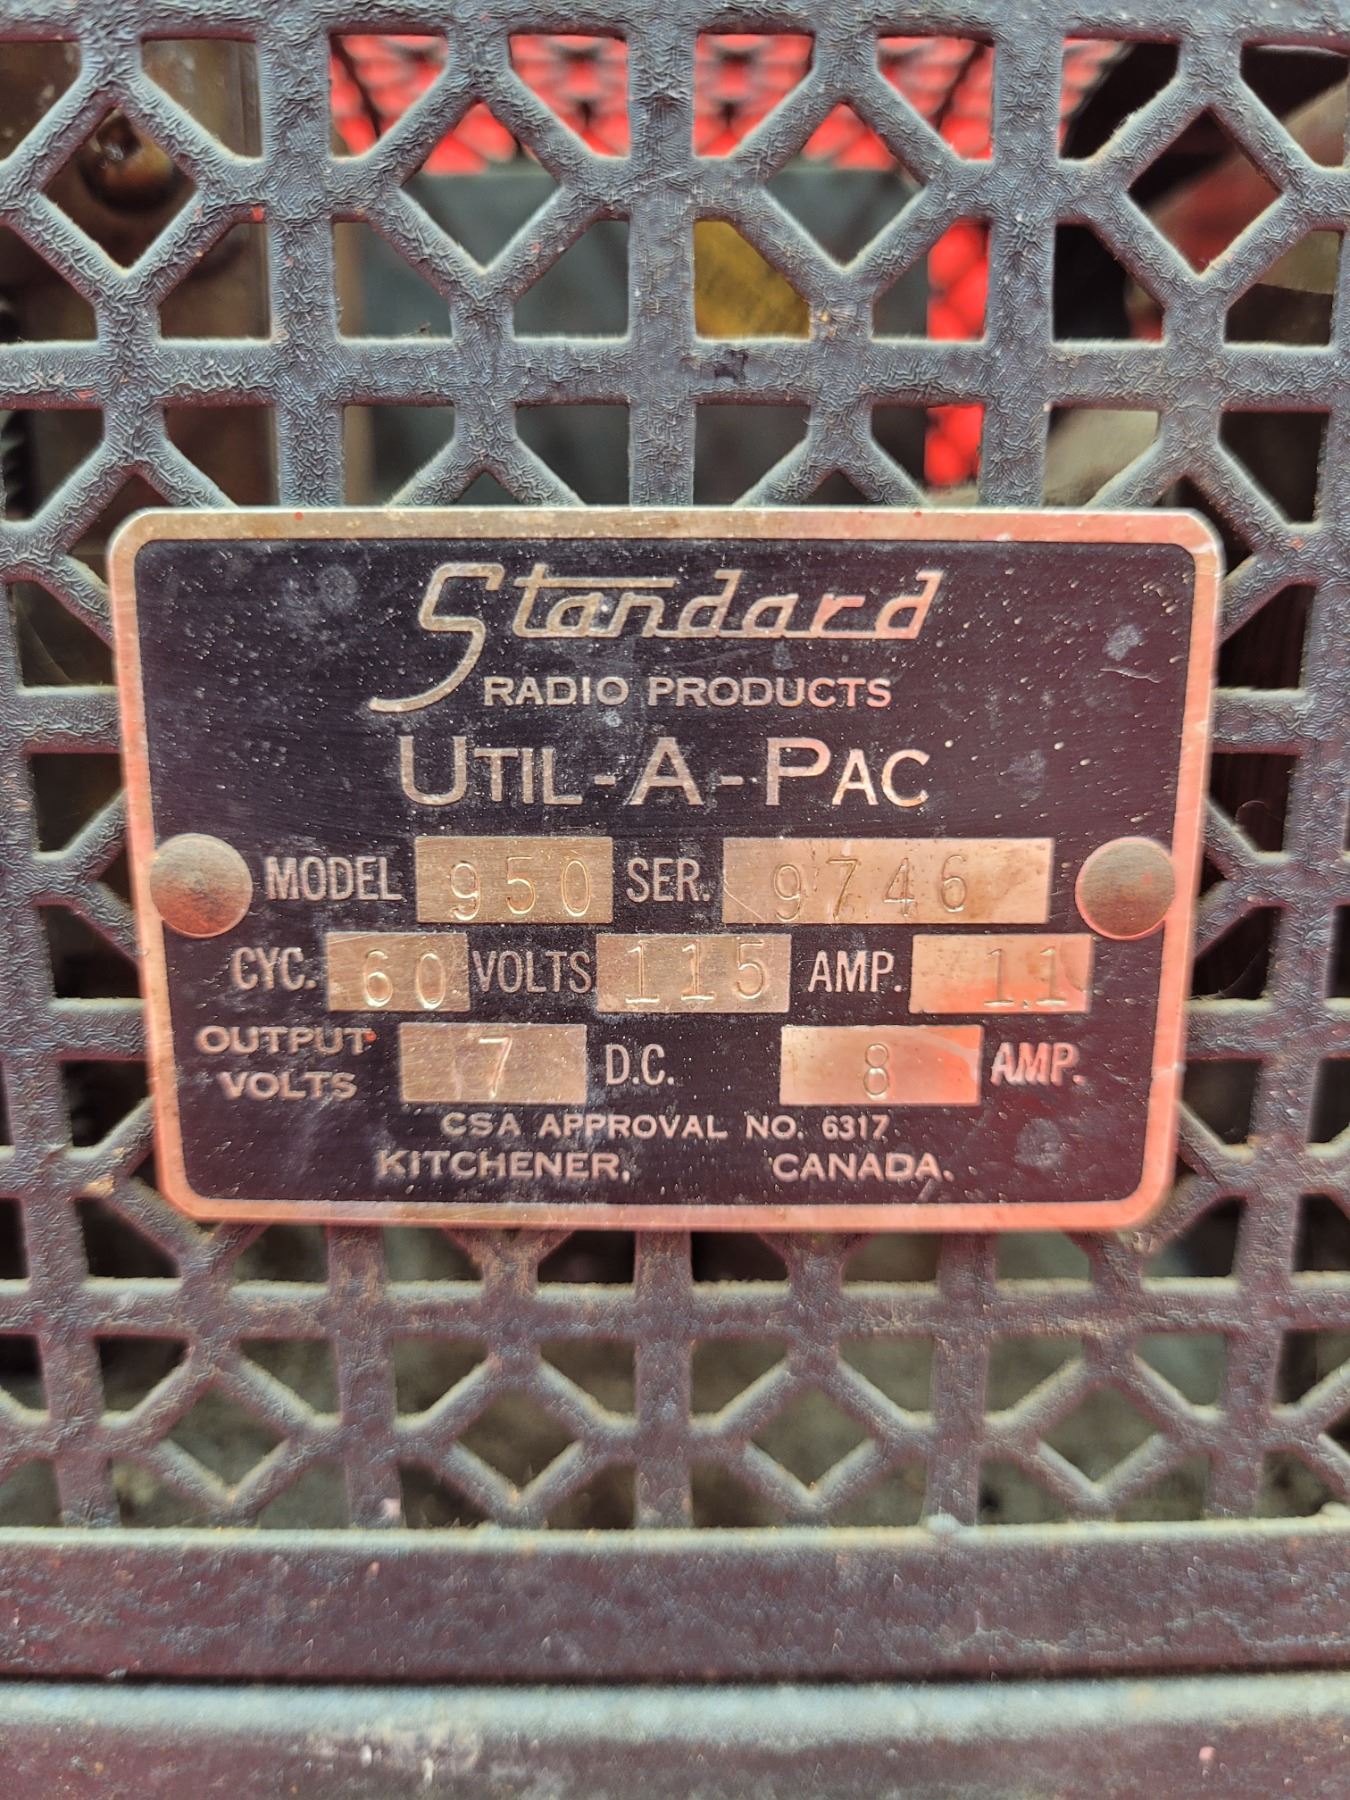 Standard
RADIO PRODUCTS
UTIL-A-PAC
MODEL 950 SER. 9746
CYC. 60 VOLTS 115 AMP. 1.1
OUTPUT VOLTS 7 D.C. 8 AMP.
CSA APPROVAL NO. 6317
KITCHENER, CANADA.